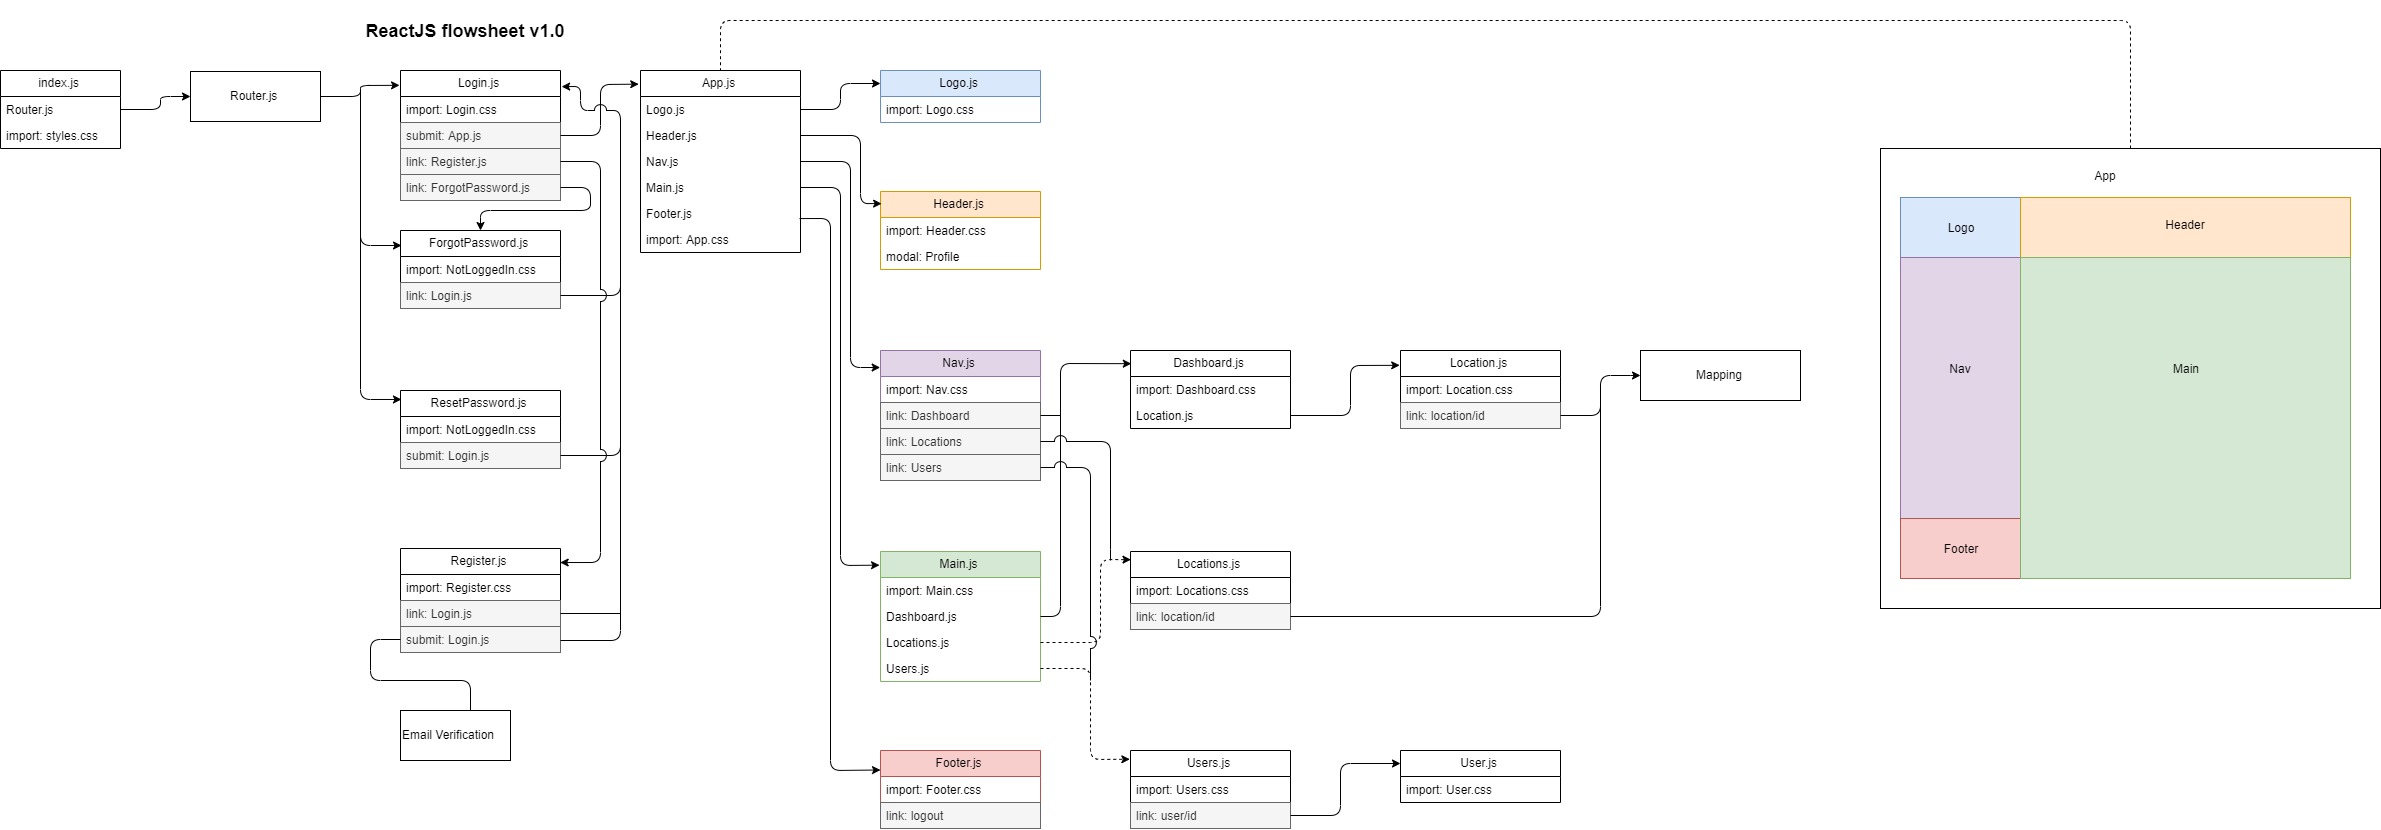 ReactJS flowsheet v1.0
index.js
Router.js
import: styles.css
Router.js
Login.js
import: Login.css
submit: App.js
link: Register.js
link: ForgotPassword.js
ForgotPassword.js
import: NotLoggedIn.css
link: Login.js
ResetPassword.js
import: NotLoggedIn.css
submit: Login.js
Register.js
import: Register.css
link: Login.js
submit: Login.js
Email Verification
App.js
Logo.js
Header.js
Nav.js
Main.js
Footer.js
import: App.css
Logo.js
import: Logo.css
Header.js
import: Header.css
modal: Profile
Nav.js
import: Nav.css
link: Dashboard
link: Locations
link: Users
Main.js
import: Main.css
Dashboard.js
Locations.js
Users.js
Footer.js
import: Footer.css
link: logout
Dashboard.js
import: Dashboard.css
Location.js
Locations.js
import: Locations.css
link: location/id
Users.js
import: Users.css
link: user/id
Location.js
import: Location.css
link: location/id
User.js
import: User.css
Mapping
App
Logo
Header
Nav
Main
Footer